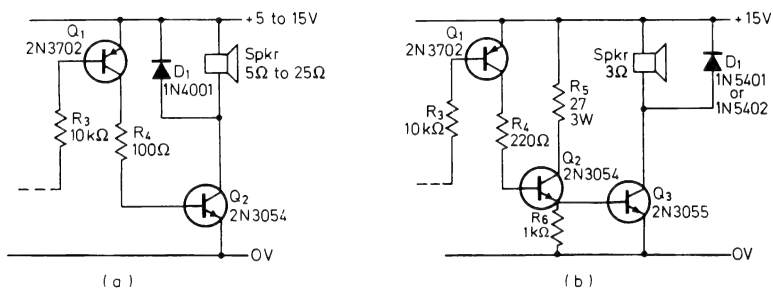 +5 to 15V
Q1
2N3702
D1
1N4001
Spkr
5Ω to 25Ω
R3
10kΩ
R4
100Ω
Q2
2N3054
0V
(a)
+15V
Q1
2N3702
Spkr
3Ω
D1
1N5401
or
1N5402
R5
27
3W
R3
10kΩ
R4
220Ω
Q2
2N3054
Q3
2N3055
R6
1kΩ
0V
(b)